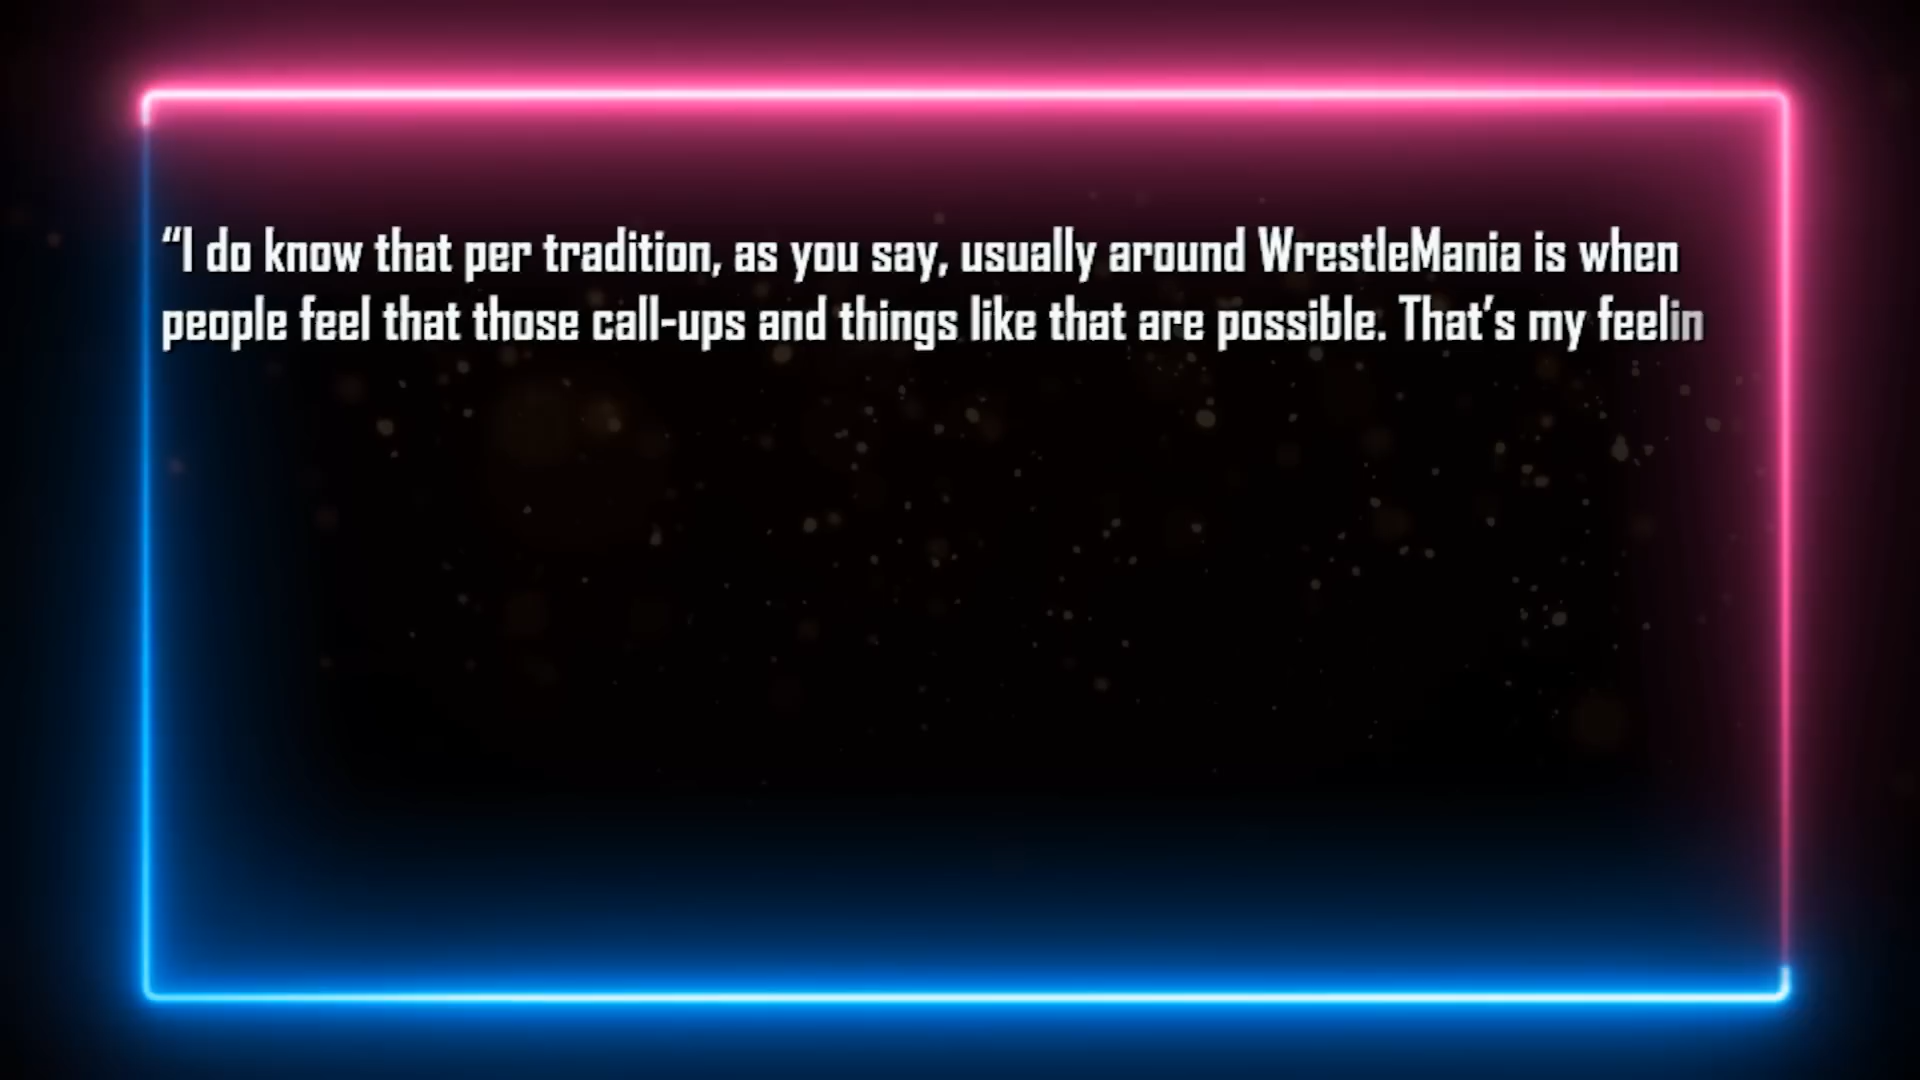 “I do know that per tradition, as you say, usually around WrestleMania is when
people feel that those call-ups and things like that are possible. That’s my feelin